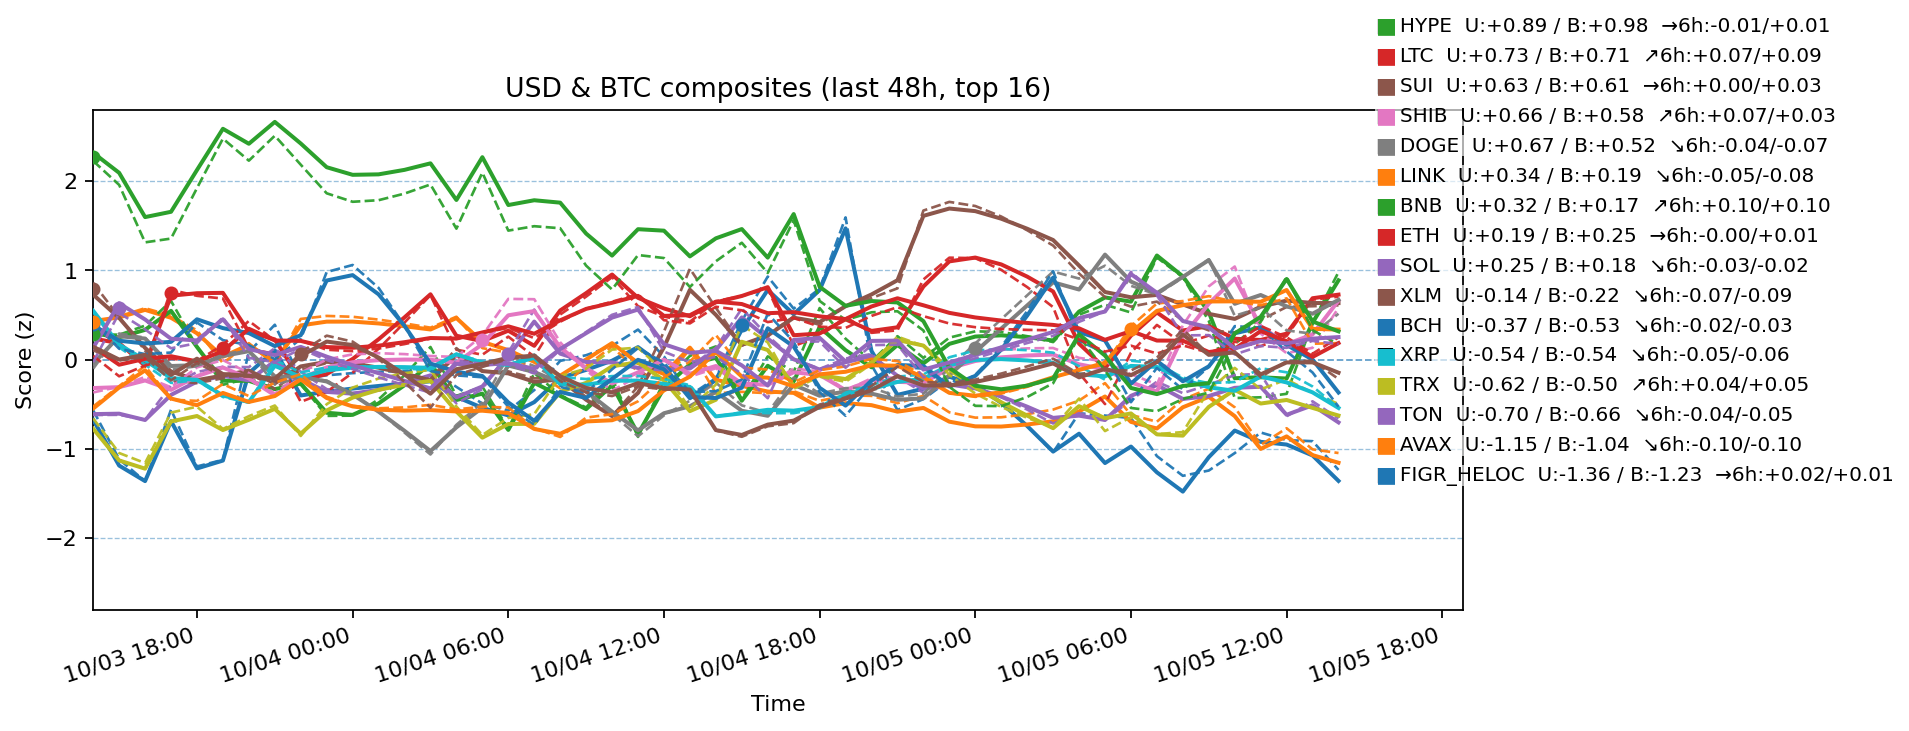 HYPE  U:+0.89 / B:+0.98  →6h:-0.01/+0.01
LTC  U:+0.73 / B:+0.71  ↗6h:+0.07/+0.09
SUI  U:+0.63 / B:+0.61  →6h:+0.00/+0.03
SHIB  U:+0.66 / B:+0.58  ↗6h:+0.07/+0.03
DOGE  U:+0.67 / B:+0.52  ↘6h:-0.04/-0.07
LINK  U:+0.34 / B:+0.19  ↘6h:-0.05/-0.08
BNB  U:+0.32 / B:+0.17  ↗6h:+0.10/+0.10
ETH  U:+0.19 / B:+0.25  →6h:-0.00/+0.01
SOL  U:+0.25 / B:+0.18  ↘6h:-0.03/-0.02
XLM  U:-0.14 / B:-0.22  ↘6h:-0.07/-0.09
BCH  U:-0.37 / B:-0.53  ↘6h:-0.02/-0.03
XRP  U:-0.54 / B:-0.54  ↘6h:-0.05/-0.06
TRX  U:-0.62 / B:-0.50  ↗6h:+0.04/+0.05
TON  U:-0.70 / B:-0.66  ↘6h:-0.04/-0.05
AVAX  U:-1.15 / B:-1.04  ↘6h:-0.10/-0.10
FIGR_HELOC  U:-1.36 / B:-1.23  →6h:+0.02/+0.01
USD & BTC composites (last 48h, top 16)
Score (z)
2
1
0
−1
−2
10/03 18:00
10/04 00:00
10/04 06:00
10/04 12:00
10/04 18:00
10/05 00:00
10/05 06:00
10/05 12:00
10/05 18:00
Time